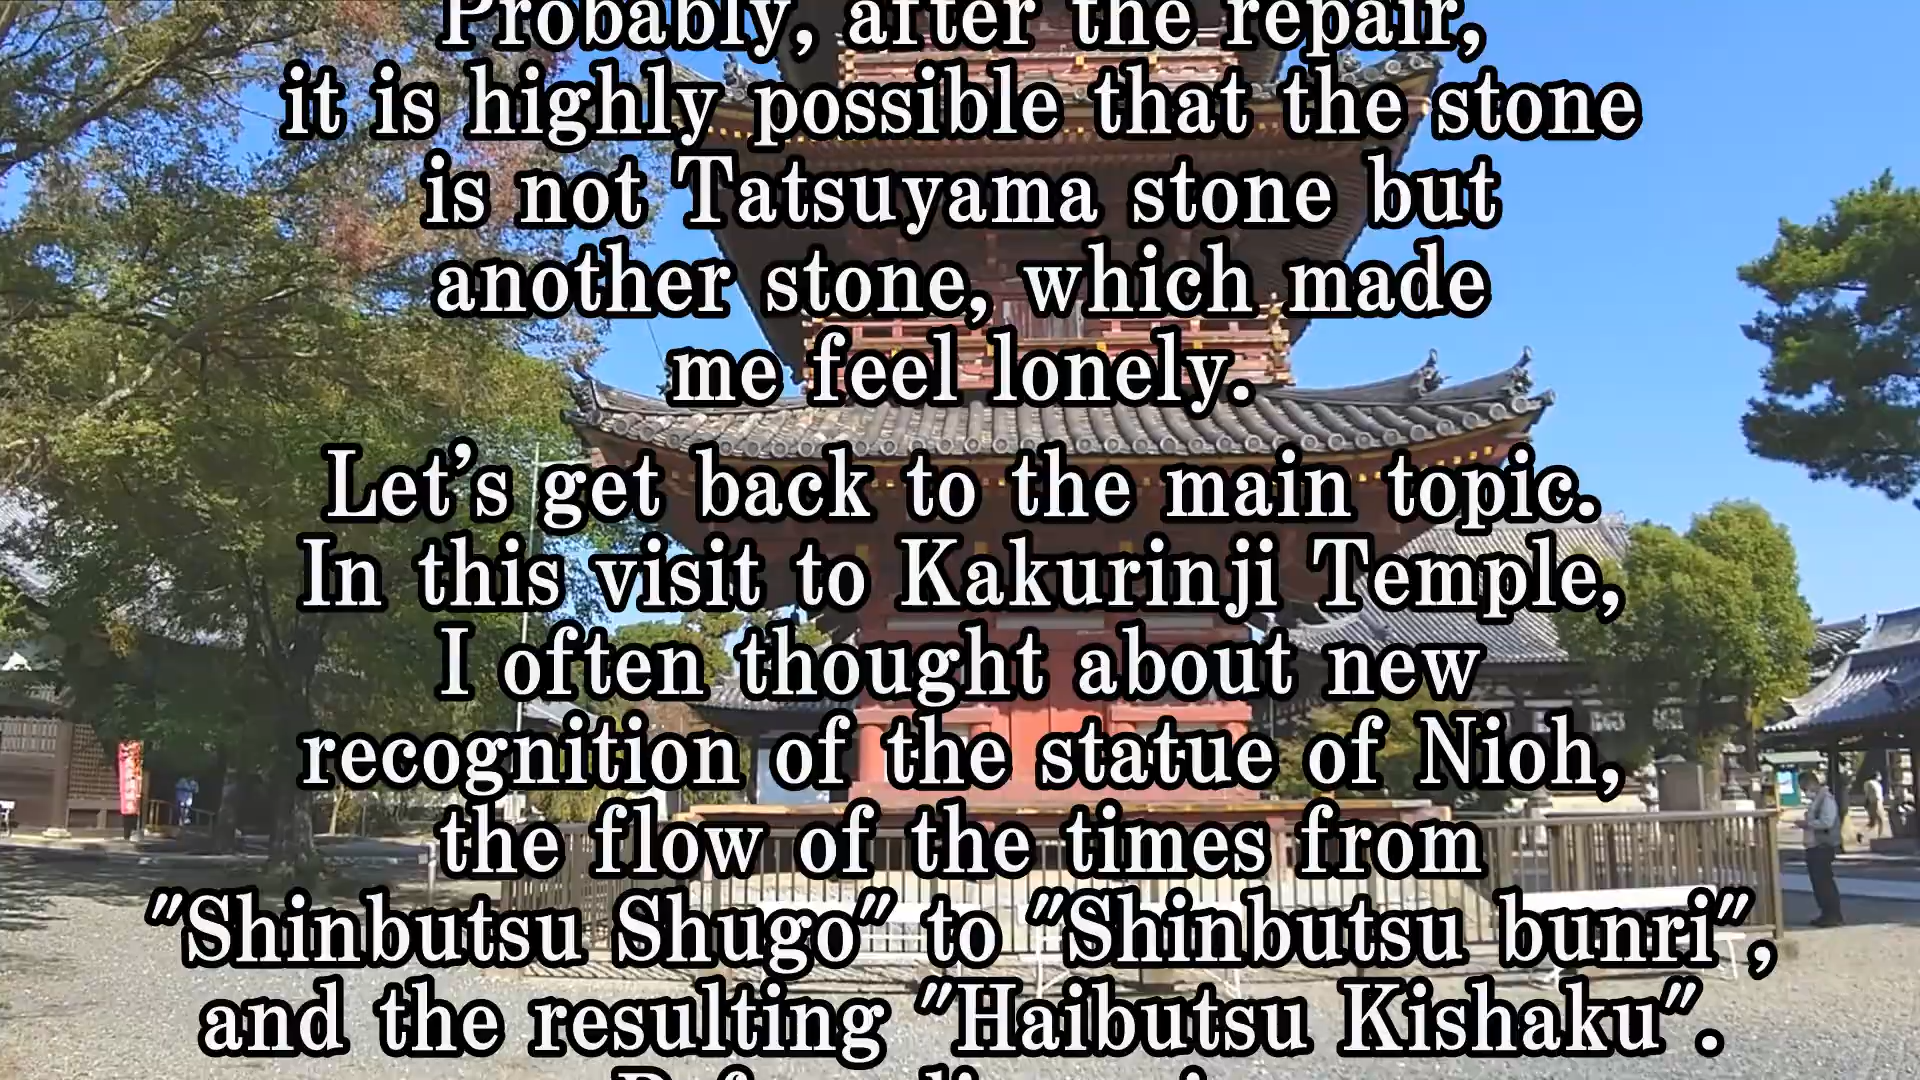 Probably, after the repair,
it is highly possible that the stone
is not Tatsuyama stone but
another stone, which made
me feel lonely.
Let's get back to the main topic.
In this visit to Kakurinji Temple,
I often thought about new
recognition of the statue of Nioh,
the flow of the times from
"Shinbutsu Shugo" to "Shinbutsu bunri",
and the resulting "Haibutsu Kishaku".